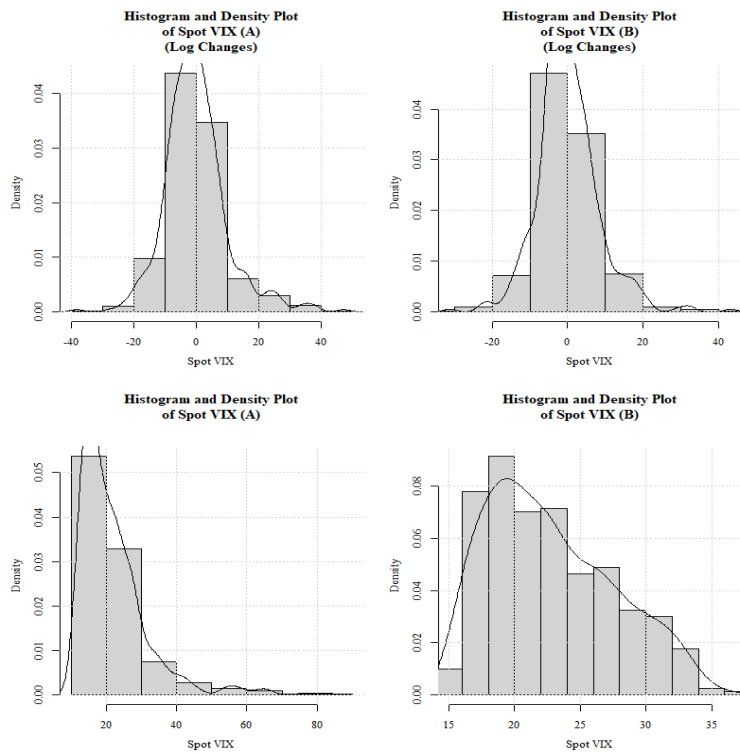 Histogram and Density Plot
of Spot VIX (A)
(Log Changes)
Density
0.00
0.01
0.02
0.03
0.04
-40
-20
0
20
40
Spot VIX
Histogram and Density Plot
of Spot VIX (B)
(Log Changes)
Density
0.00
0.01
0.02
0.03
0.04
-20
0
20
40
Spot VIX
Histogram and Density Plot
of Spot VIX (A)
Density
0.00
0.01
0.02
0.03
0.04
0.05
20
40
60
80
Spot VIX
Histogram and Density Plot
of Spot VIX (B)
Density
0.00
0.02
0.04
0.06
0.08
15
20
25
30
35
Spot VIX